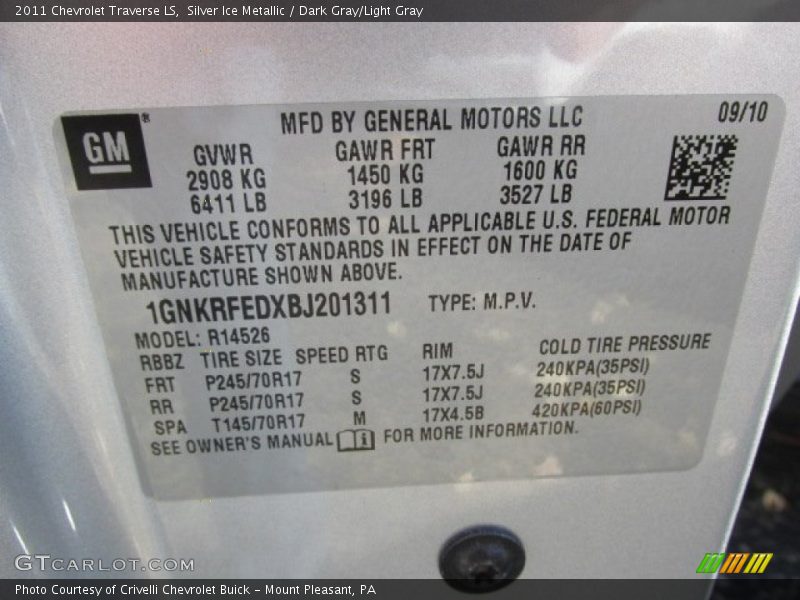 2011 Chevrolet Traverse LS, Silver Ice Metallic / Dark Gray/Light Gray
GM®
MFD BY GENERAL MOTORS LLC 09/10
GVWR GAWR FRT GAWR RR
2908 KG 1450 KG 1600 KG
6411 LB 3196 LB 3527 LB
THIS VEHICLE CONFORMS TO ALL APPLICABLE U.S. FEDERAL MOTOR
VEHICLE SAFETY STANDARDS IN EFFECT ON THE DATE OF
MANUFACTURE SHOWN ABOVE.
1GNKRFEDXBJ201311 TYPE: M.P.V.
MODEL: R14526
RBBZ TIRE SIZE SPEED RTG RIM COLD TIRE PRESSURE
FRT P245/70R17 S 17X7.5J 240KPA(35PSI)
RR P245/70R17 S 17X7.5J 240KPA(35PSI)
SPA T145/70R17 M 17X4.5B 420KPA(60PSI)
SEE OWNER'S MANUAL FOR MORE INFORMATION.
GTCARLOT.COM
Photo Courtesy of Crivelli Chevrolet Buick - Mount Pleasant, PA